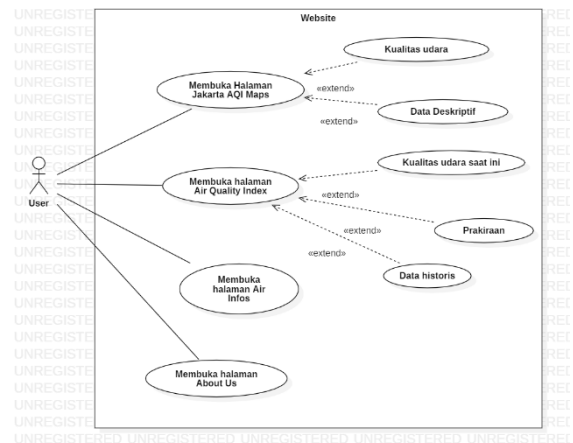 Website
Kualitas udara
Membuka Halaman
Jakarta AQI Maps
«extend»
Data Deskriptif
«extend»
Kualitas udara saat ini
Membuka halaman
Air Quality Index
«extend»
User
Prakiraan
«extend»
«extend»
Data historis
Membuka
halaman Air
Infos
Membuka halaman
About Us
UNREGISTERED UNREGISTERED UNREGISTERED UNREGISTERED UNRE